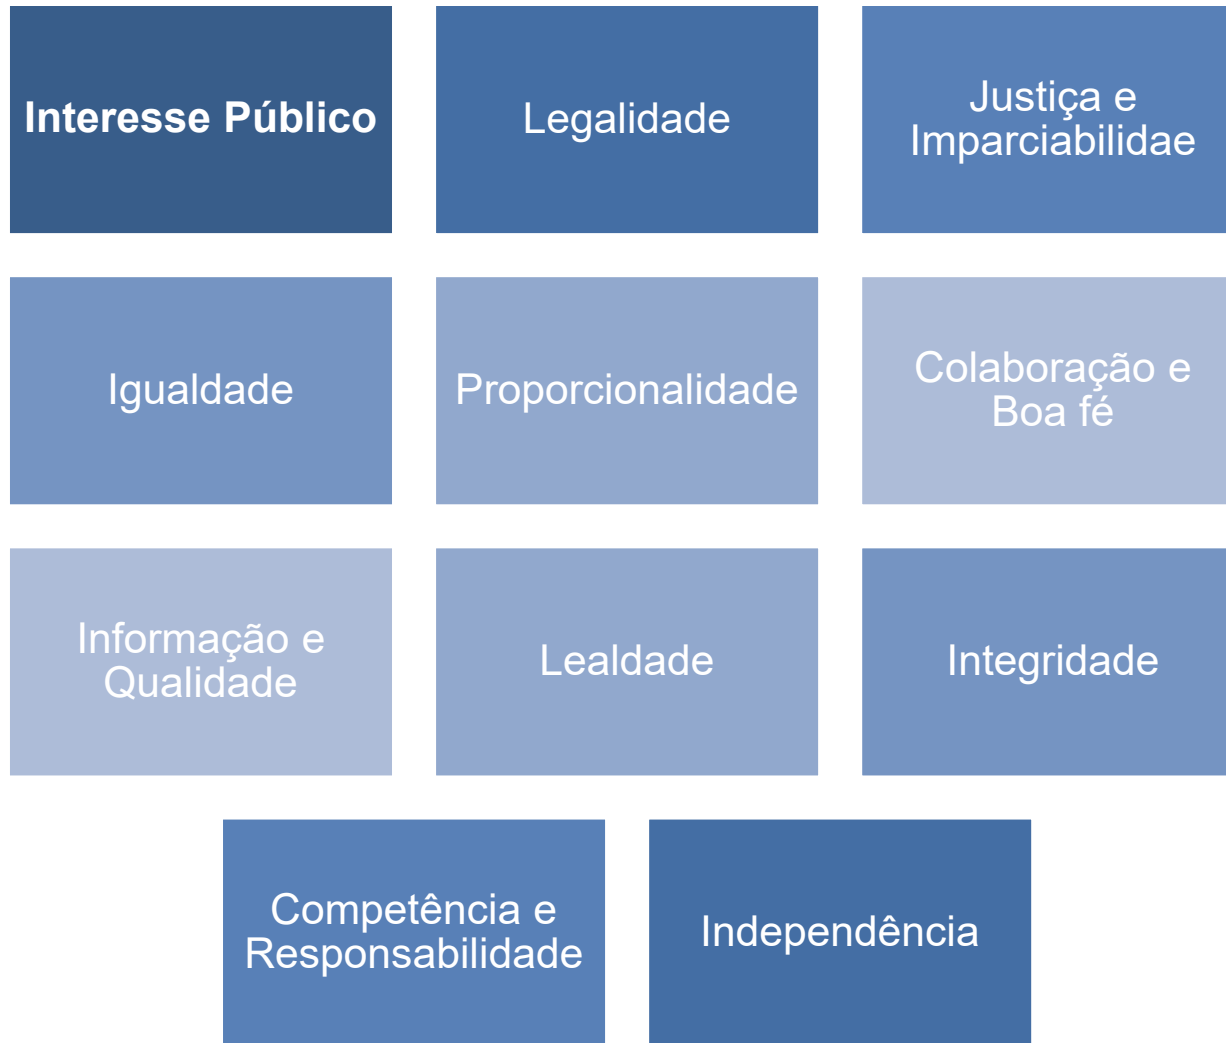 Interesse Público
Legalidade
Justiça e
Imparciabilidae
Igualdade
Proporcionalidade
Colaboração e
Boa fé
Informação e
Qualidade
Lealdade
Integridade
Competência e
Responsabilidade
Independência